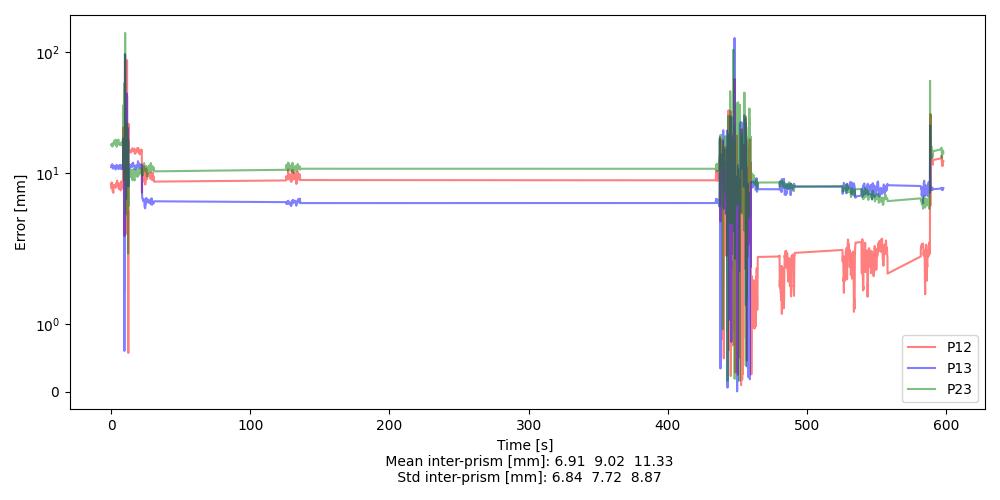 10²
10¹
10⁰
0
Error [mm]
0 100 200 300 400 500 600
Time [s]
Mean inter-prism [mm]: 6.91 9.02 11.33
Std inter-prism [mm]: 6.84 7.72 8.87
P12
P13
P23